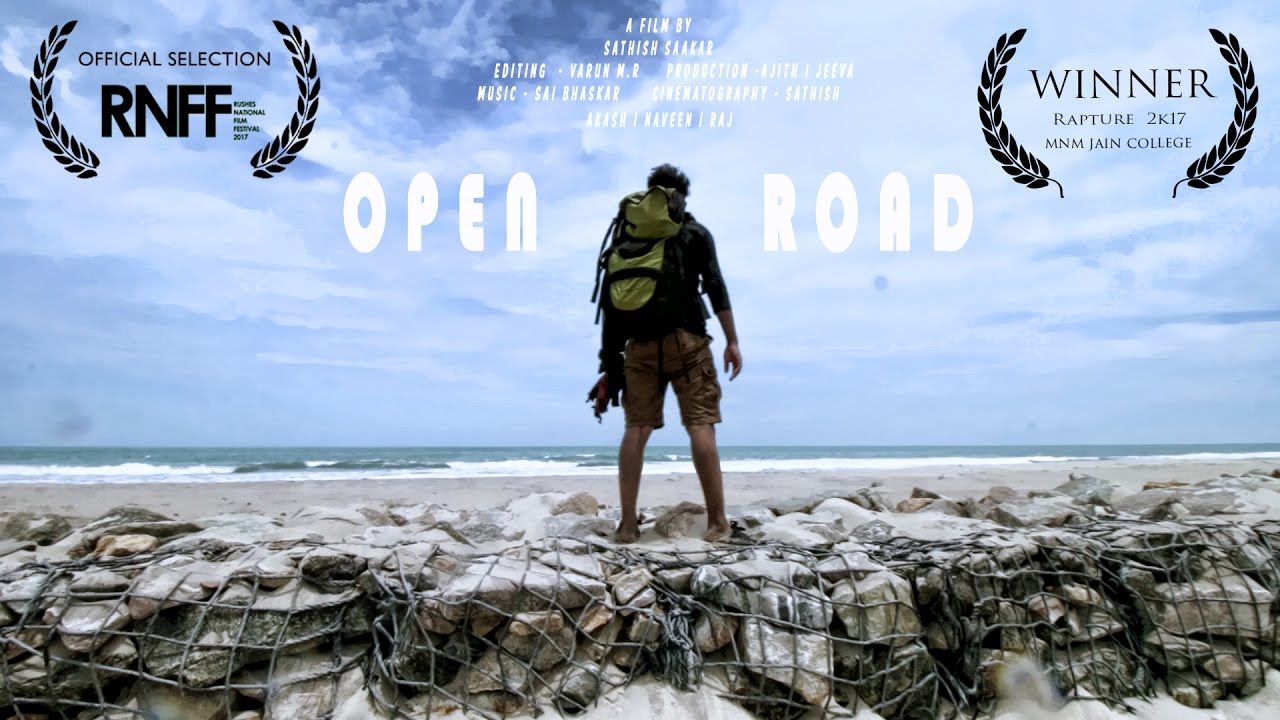 OFFICIAL SELECTION
RNFF
RUSHES
NATIONAL
FILM
FESTIVAL
2017
A FILM BY
SATHISH SAAKAR
EDITING - VARUN M.R PRODUCTION -AJITH I JEEVA
MUSIC - SAI BHASKAR CINEMATOGRAPHY - SATHISH
AKASH I NAVEEN I RAJ
WINNER
RAPTURE 2K17
MNM JAIN COLLEGE
OPEN ROAD